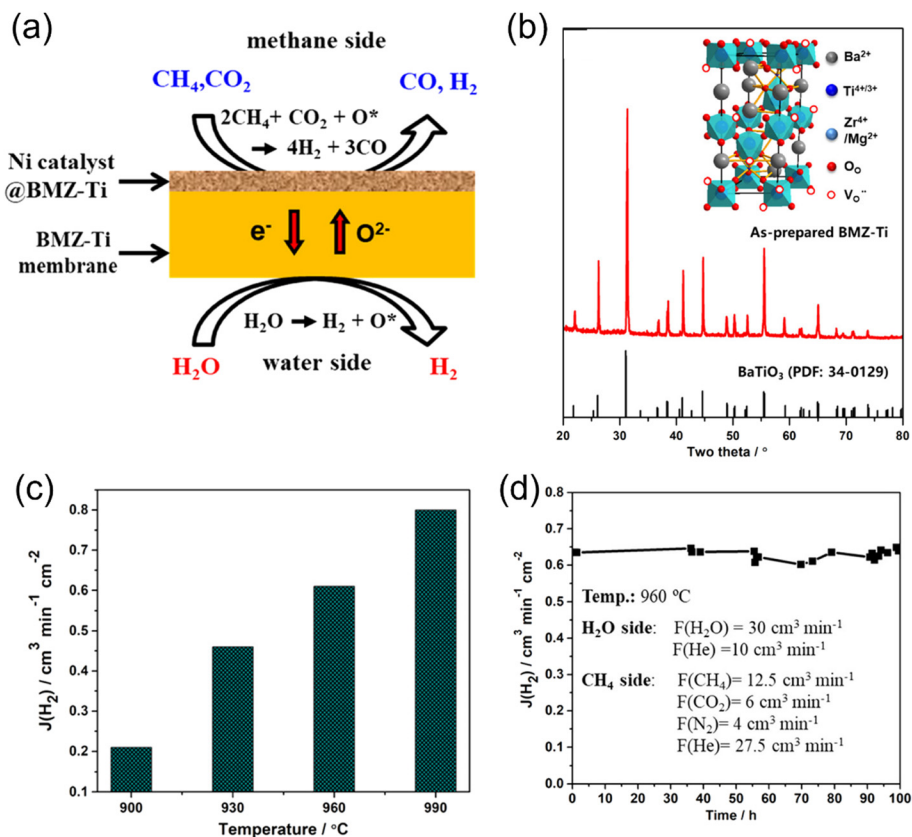 (a)
methane side
CH₄,CO₂
CO, H₂
2CH₄+ CO₂ + O*
→ 4H₂ + 3CO
Ni catalyst
@BMZ-Ti
BMZ-Ti
membrane
e⁻
O²⁻
H₂O → H₂ + O*
H₂O
water side
H₂
(b)
Ba²⁺
Ti⁴⁺ᐟ³⁺
Zr⁴⁺
/Mg²⁺
Oₒ
Vₒ¨
As-prepared BMZ-Ti
BaTiO₃ (PDF: 34-0129)
20 30 40 50 60 70 80
Two theta / °
(c)
J(H₂) / cm³ min⁻¹ cm⁻²
0.8
0.7
0.6
0.5
0.4
0.3
0.2
0.1
900 930 960 990
Temperature / °C
(d)
J(H₂) / cm³ min⁻¹ cm⁻²
0.8
0.7
0.6
0.5
0.4
0.3
0.2
0.1
0.0
Temp.: 960 ºC
H₂O side: F(H₂O) = 30 cm³ min⁻¹
F(He) =10 cm³ min⁻¹
CH₄ side: F(CH₄)= 12.5 cm³ min⁻¹
F(CO₂)= 6 cm³ min⁻¹
F(N₂)= 4 cm³ min⁻¹
F(He)= 27.5 cm³ min⁻¹
0 10 20 30 40 50 60 70 80 90 100
Time / h